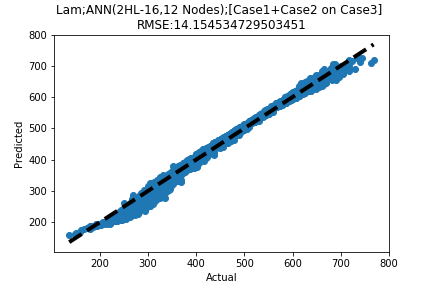 Lam;ANN(2HL-16,12 Nodes);[Case1+Case2 on Case3]
RMSE:14.154534729503451
800
700
600
500
400
300
200
Predicted
200 300 400 500 600 700 800
Actual